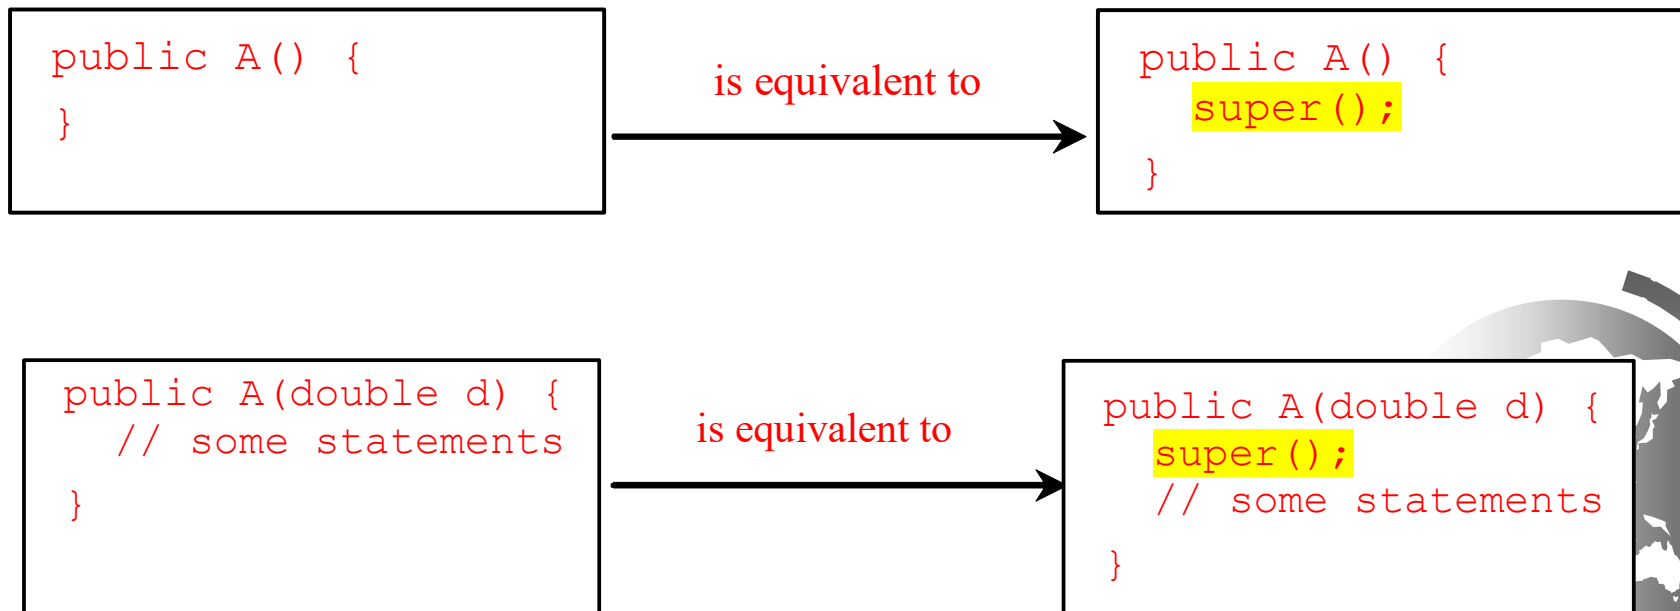 public A() {
}
is equivalent to
public A() {
super();
}
public A(double d) {
// some statements
}
is equivalent to
public A(double d) {
super();
// some statements
}